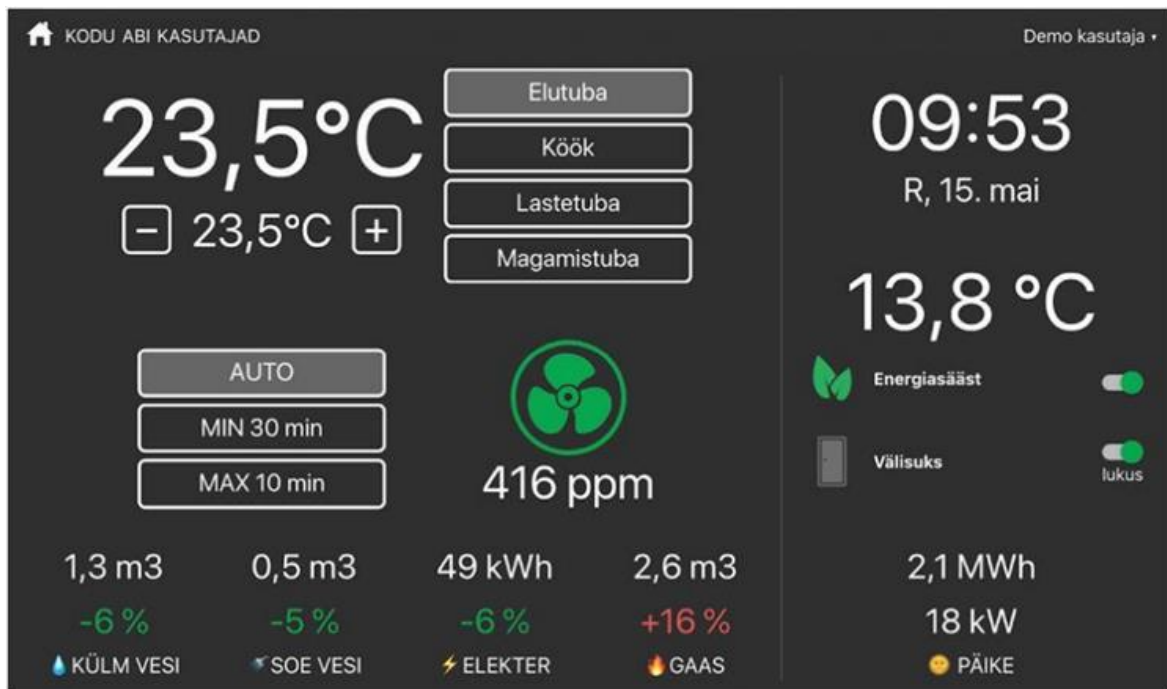 KODU ABI KASUTAJAD
Demo kasutaja
23,5°C
− 23,5°C +
Elutuba
Köök
Lastetuba
Magamistuba
09:53
R, 15. mai
13,8 °C
Energiasääst
Välisuks
lukus
AUTO
MIN 30 min
MAX 10 min
416 ppm
1,3 m3
-6 %
KÜLM VESI
0,5 m3
-5 %
SOE VESI
49 kWh
-6 %
ELEKTER
2,6 m3
+16 %
GAAS
2,1 MWh
18 kW
PÄIKE